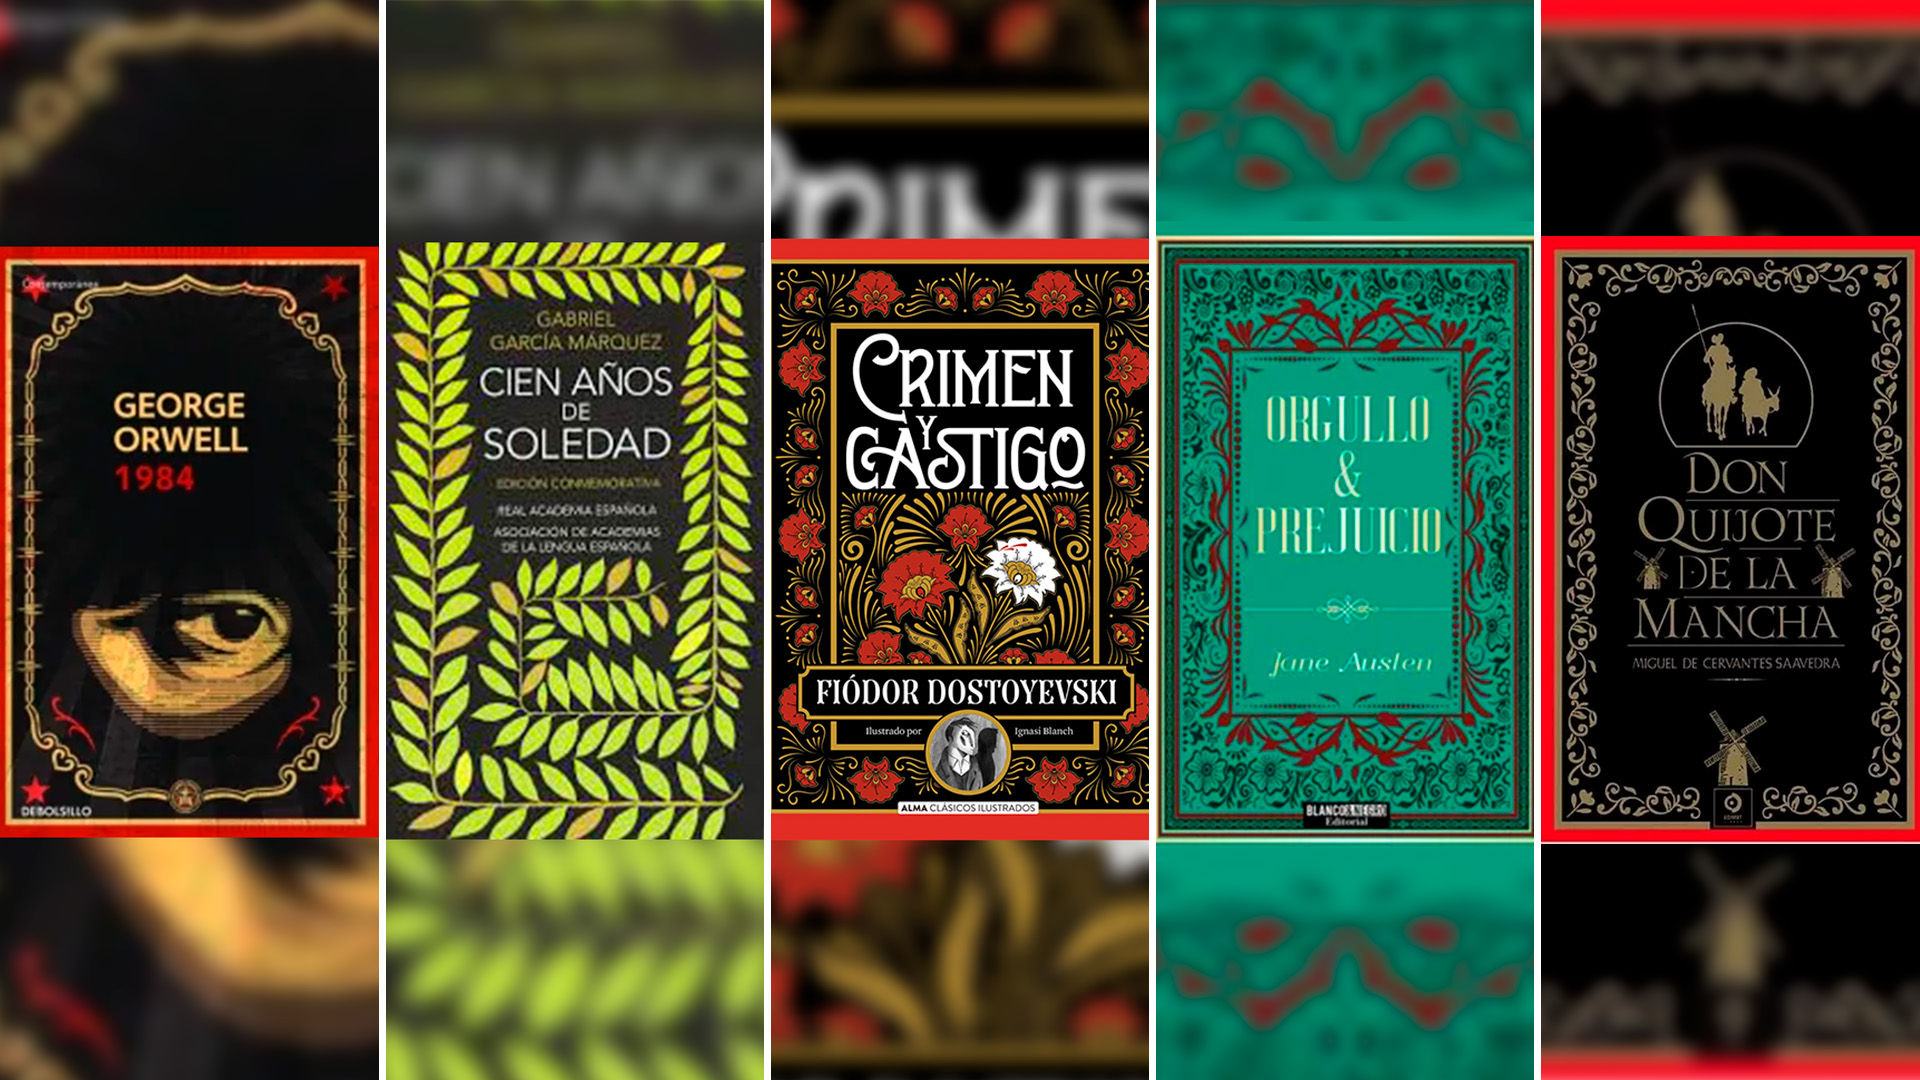 Contemporánea
GEORGE
ORWELL
1984
DEBOLSILLO
GABRIEL
GARCÍA MÁRQUEZ
CIEN AÑOS
DE
SOLEDAD
EDICIÓN CONMEMORATIVA
REAL ACADEMIA ESPAÑOLA
ASOCIACIÓN DE ACADEMIAS
DE LA LENGUA ESPAÑOLA
CRIMEN
Y
CASTIGO
FIÓDOR DOSTOYEVSKI
Ilustrado por Ignasi Blanch
ALMA CLÁSICOS ILUSTRADOS
ORGULLO
&
PREJUICIO
Jane Austen
Editorial
DON
QUIJOTE
DE LA
MANCHA
MIGUEL DE CERVANTES SAAVEDRA